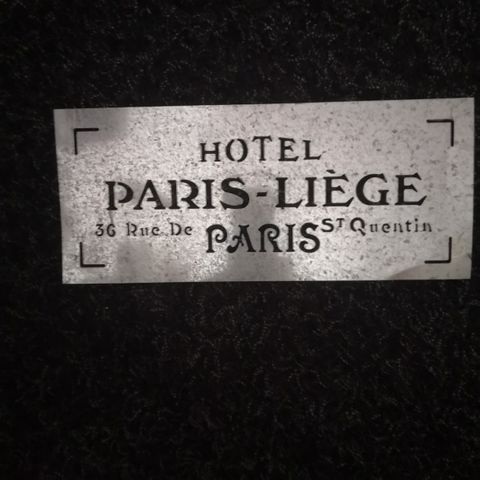 HOTEL
PARIS-LIÈGE
36 Rue De PARIS ST Quentin